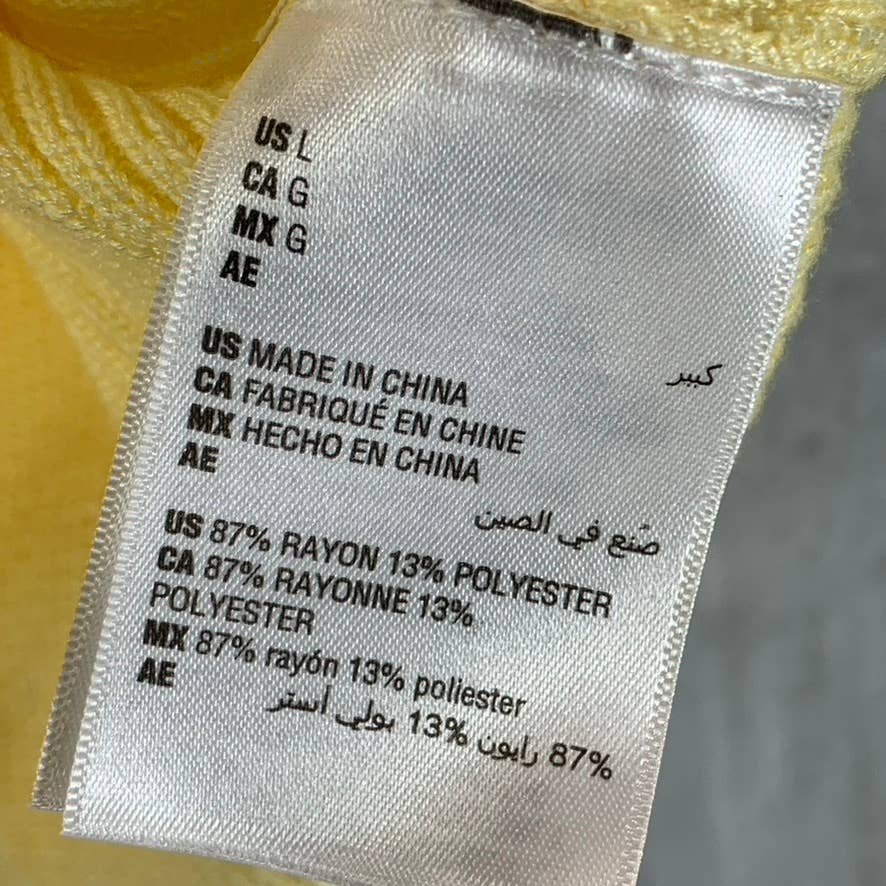 US L
CA G
MX G
AE
كبير
US MADE IN CHINA
CA FABRIQUÉ EN CHINE
MX HECHO EN CHINA
AE
صُنع في الصين
US 87% RAYON 13% POLYESTER
CA 87% RAYONNE 13%
POLYESTER
MX 87% rayón 13% poliester
AE
87% رايون 13% بولي أستر